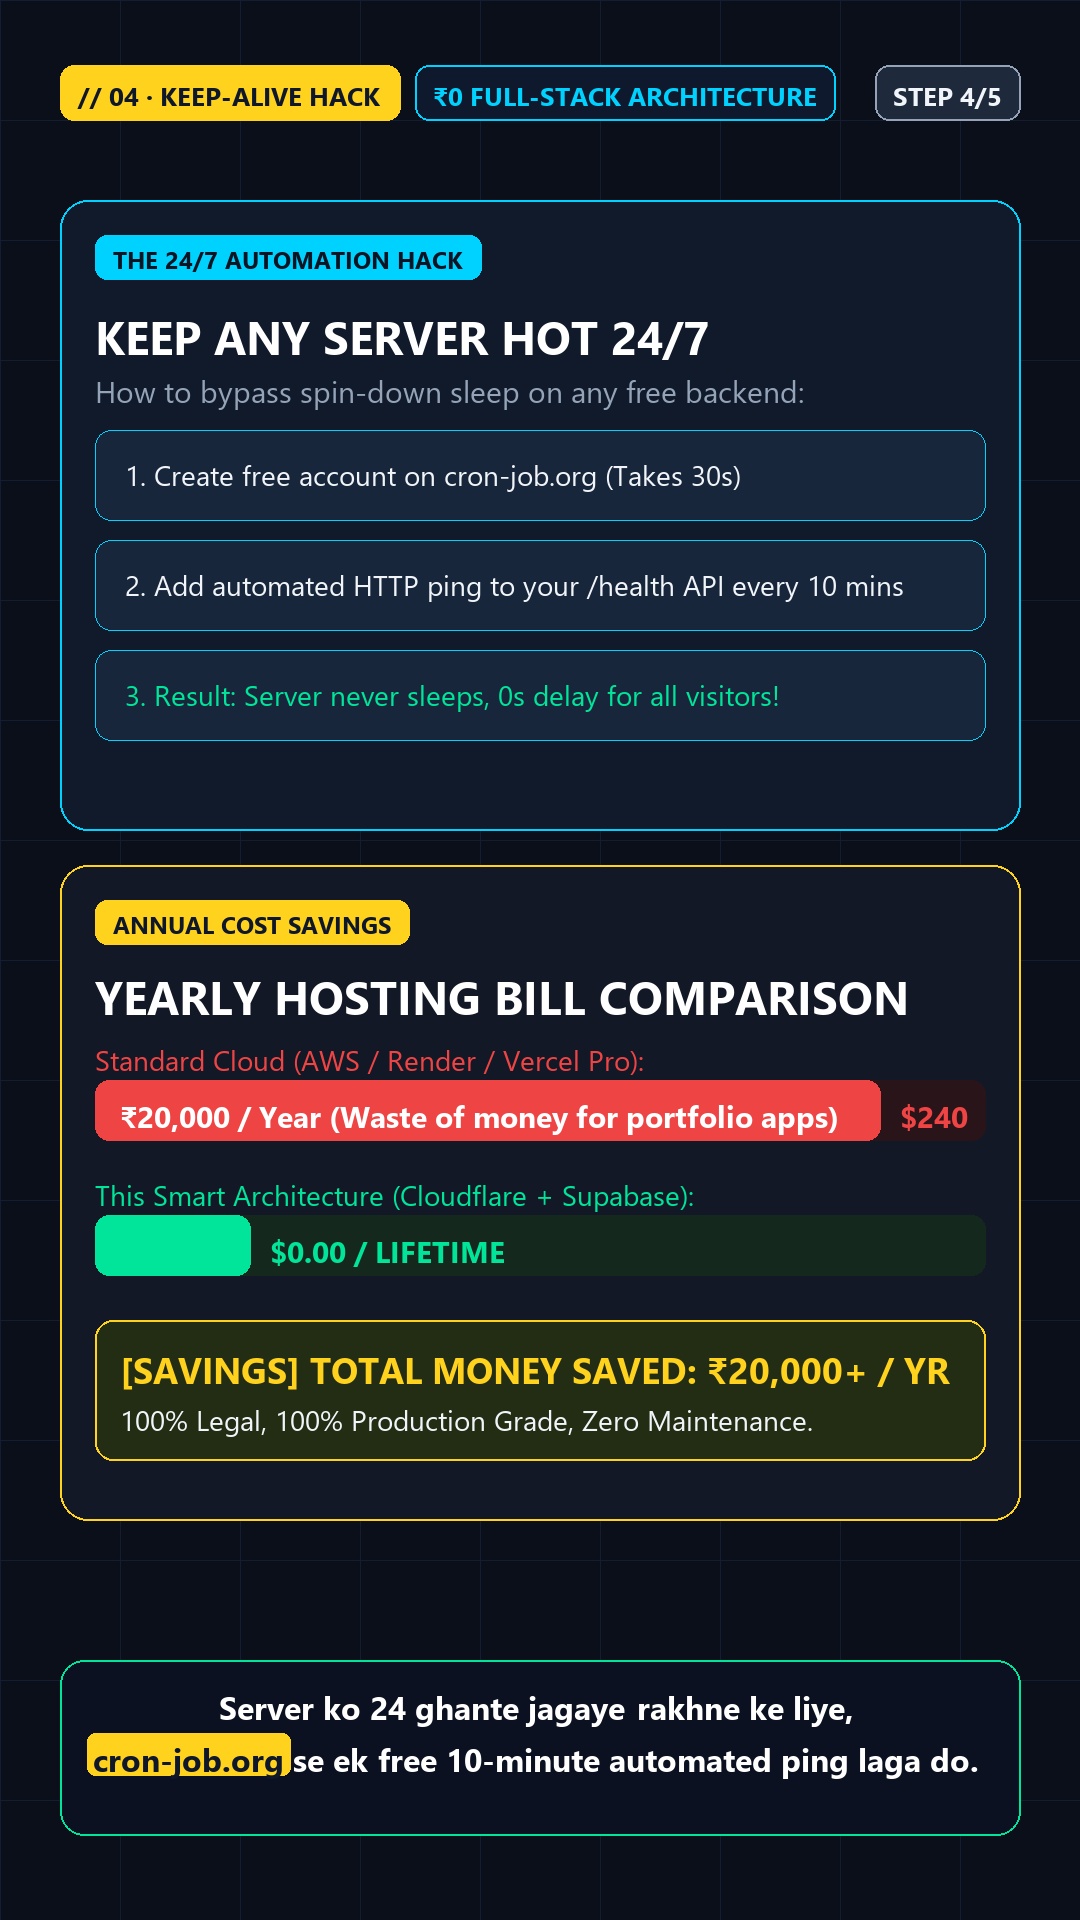 // 04 · KEEP-ALIVE HACK
₹0 FULL-STACK ARCHITECTURE
STEP 4/5
THE 24/7 AUTOMATION HACK
KEEP ANY SERVER HOT 24/7
How to bypass spin-down sleep on any free backend:
1. Create free account on cron-job.org (Takes 30s)
2. Add automated HTTP ping to your /health API every 10 mins
3. Result: Server never sleeps, 0s delay for all visitors!
ANNUAL COST SAVINGS
YEARLY HOSTING BILL COMPARISON
Standard Cloud (AWS / Render / Vercel Pro):
₹20,000 / Year (Waste of money for portfolio apps) $240
This Smart Architecture (Cloudflare + Supabase):
$0.00 / LIFETIME
[SAVINGS] TOTAL MONEY SAVED: ₹20,000+ / YR
100% Legal, 100% Production Grade, Zero Maintenance.
Server ko 24 ghante jagaye rakhne ke liye,
cron-job.org se ek free 10-minute automated ping laga do.